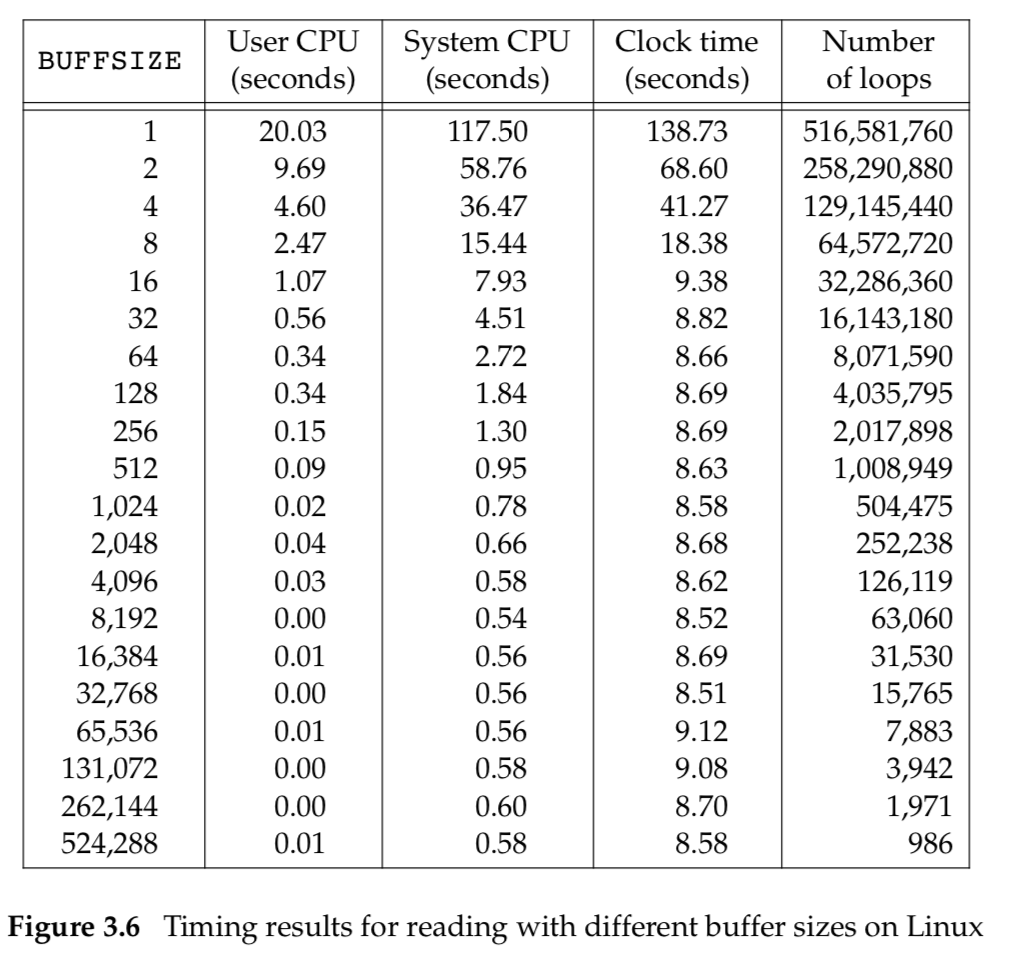 BUFFSIZE User CPU (seconds) System CPU (seconds) Clock time (seconds) Number of loops
1 20.03 117.50 138.73 516,581,760
2 9.69 58.76 68.60 258,290,880
4 4.60 36.47 41.27 129,145,440
8 2.47 15.44 18.38 64,572,720
16 1.07 7.93 9.38 32,286,360
32 0.56 4.51 8.82 16,143,180
64 0.34 2.72 8.66 8,071,590
128 0.34 1.84 8.69 4,035,795
256 0.15 1.30 8.69 2,017,898
512 0.09 0.95 8.63 1,008,949
1,024 0.02 0.78 8.58 504,475
2,048 0.04 0.66 8.68 252,238
4,096 0.03 0.58 8.62 126,119
8,192 0.00 0.54 8.52 63,060
16,384 0.01 0.56 8.69 31,530
32,768 0.00 0.56 8.51 15,765
65,536 0.01 0.56 9.12 7,883
131,072 0.00 0.58 9.08 3,942
262,144 0.00 0.60 8.70 1,971
524,288 0.01 0.58 8.58 986
Figure 3.6 Timing results for reading with different buffer sizes on Linux